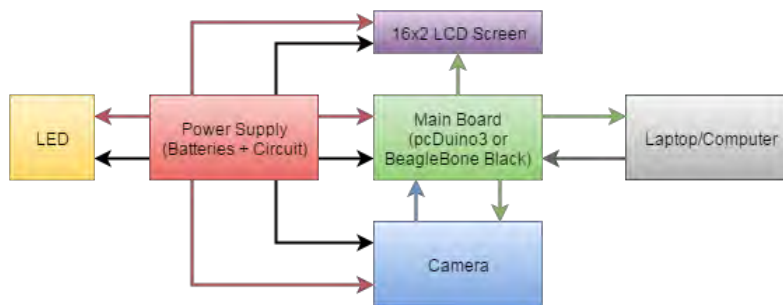 16x2 LCD Screen
LED
Power Supply
(Batteries + Circuit)
Main Board
(pcDuino3 or
BeagleBone Black)
Laptop/Computer
Camera